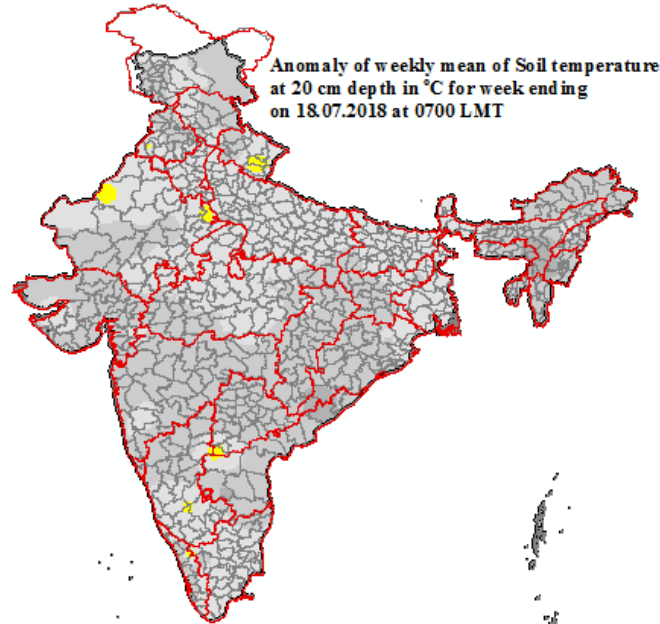 Anomaly of weekly mean of Soil temperature
at 20 cm depth in °C for week ending
on 18.07.2018 at 0700 LMT